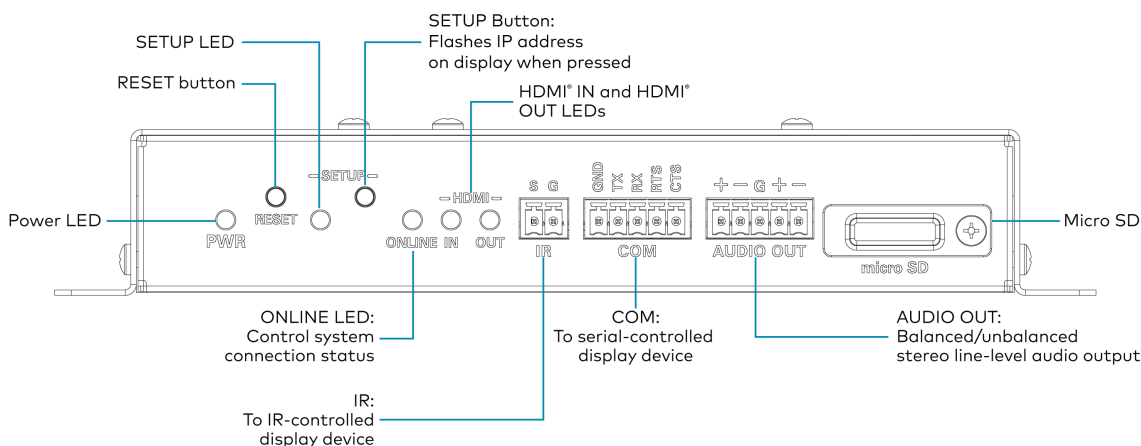 SETUP Button:
Flashes IP address
on display when pressed
SETUP LED
RESET button
HDMI® IN and HDMI®
OUT LEDs
-SETUP-
-HDMI-
S G
GND TX RX RTS CTS
+ - G + -
Power LED
PWR
RESET
ONLINE IN OUT
IR
COM
AUDIO OUT
micro SD
Micro SD
ONLINE LED:
Control system
connection status
COM:
To serial-controlled
display device
AUDIO OUT:
Balanced/unbalanced
stereo line-level audio output
IR:
To IR-controlled
display device